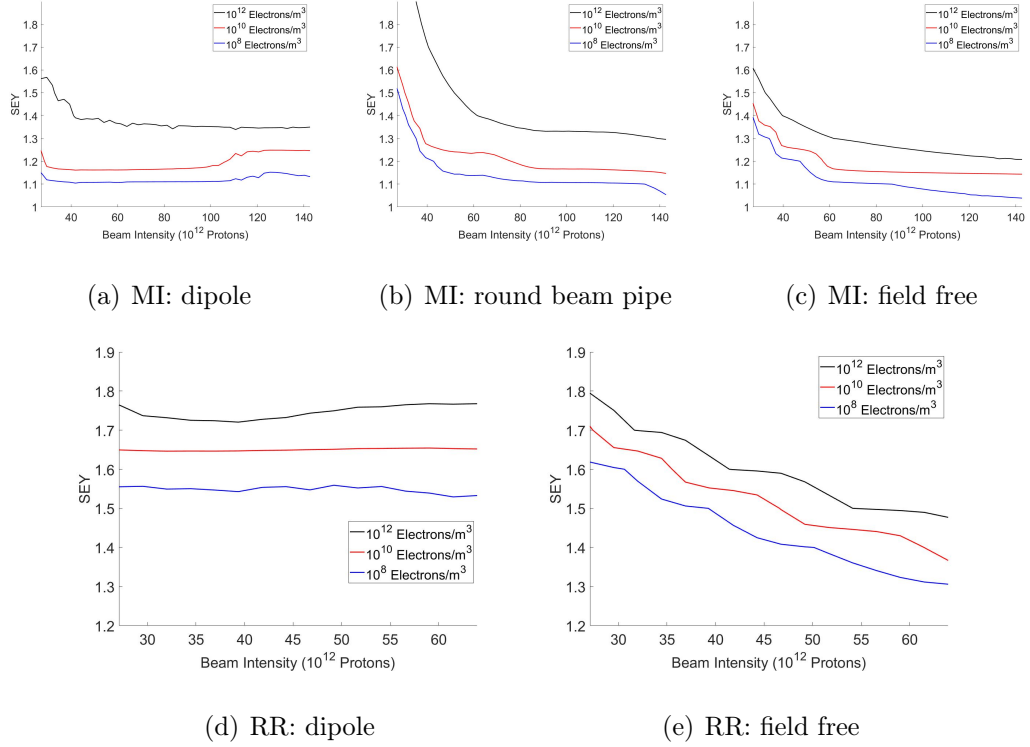 10^12 Electrons/m^3
10^10 Electrons/m^3
10^8 Electrons/m^3
1.8
1.7
1.6
1.5
1.4
1.3
1.2
1.1
1
SEY
40 60 80 100 120 140
Beam Intensity (10^12 Protons)
(a) MI: dipole
10^12 Electrons/m^3
10^10 Electrons/m^3
10^8 Electrons/m^3
1.8
1.7
1.6
1.5
1.4
1.3
1.2
1.1
1
SEY
40 60 80 100 120 140
Beam Intensity (10^12 Protons)
(b) MI: round beam pipe
10^12 Electrons/m^3
10^10 Electrons/m^3
10^8 Electrons/m^3
1.8
1.7
1.6
1.5
1.4
1.3
1.2
1.1
1
SEY
40 60 80 100 120 140
Beam Intensity (10^12 Protons)
(c) MI: field free
1.9
1.8
1.7
1.6
1.5
1.4
1.3
1.2
SEY
10^12 Electrons/m^3
10^10 Electrons/m^3
10^8 Electrons/m^3
30 35 40 45 50 55 60
Beam Intensity (10^12 Protons)
(d) RR: dipole
1.9
1.8
1.7
1.6
1.5
1.4
1.3
1.2
SEY
10^12 Electrons/m^3
10^10 Electrons/m^3
10^8 Electrons/m^3
30 35 40 45 50 55 60
Beam Intensity (10^12 Protons)
(e) RR: field free